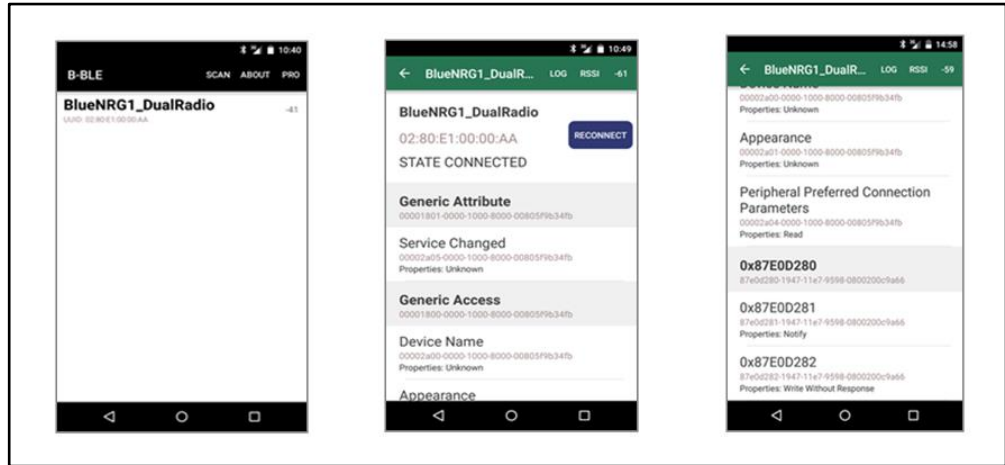 10:40
B-BLE SCAN ABOUT PRO
BlueNRG1_DualRadio -41
UUID: 02:80:E1:00:00:AA
10:49
BlueNRG1_DualR... LOG RSSI -61
BlueNRG1_DualRadio
02:80:E1:00:00:AA RECONNECT
STATE CONNECTED
Generic Attribute
00001801-0000-1000-8000-00805f9b34fb
Service Changed
00002a05-0000-1000-8000-00805f9b34fb
Properties: Unknown
Generic Access
00001800-0000-1000-8000-00805f9b34fb
Device Name
00002a00-0000-1000-8000-00805f9b34fb
Properties: Unknown
Appearance
14:58
BlueNRG1_DualR... LOG RSSI -59
Device Name
00002a00-0000-1000-8000-00805f9b34fb
Properties: Unknown
Appearance
00002a01-0000-1000-8000-00805f9b34fb
Properties: Unknown
Peripheral Preferred Connection
Parameters
00002a04-0000-1000-8000-00805f9b34fb
Properties: Read
0x87E0D280
87e0d280-1947-11e7-9598-0800200c9a66
0x87E0D281
87e0d281-1947-11e7-9598-0800200c9a66
Properties: Notify
0x87E0D282
87e0d282-1947-11e7-9598-0800200c9a66
Properties: Write Without Response